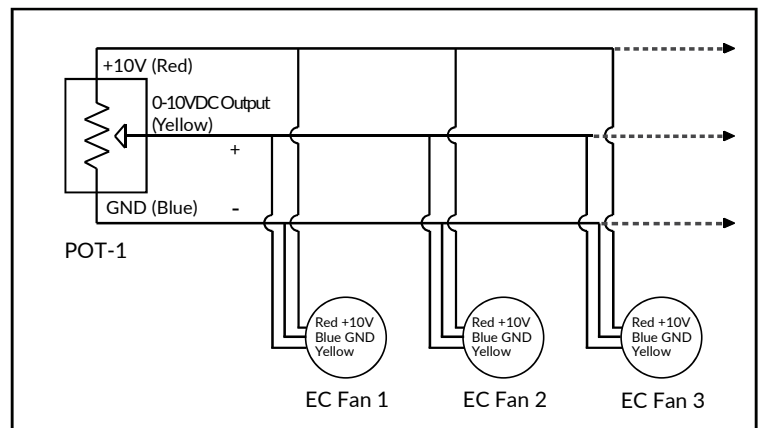 +10V (Red)
0-10VDC Output
(Yellow)
+
GND (Blue)
-
POT-1
Red +10V
Blue GND
Yellow
EC Fan 1
Red +10V
Blue GND
Yellow
EC Fan 2
Red +10V
Blue GND
Yellow
EC Fan 3